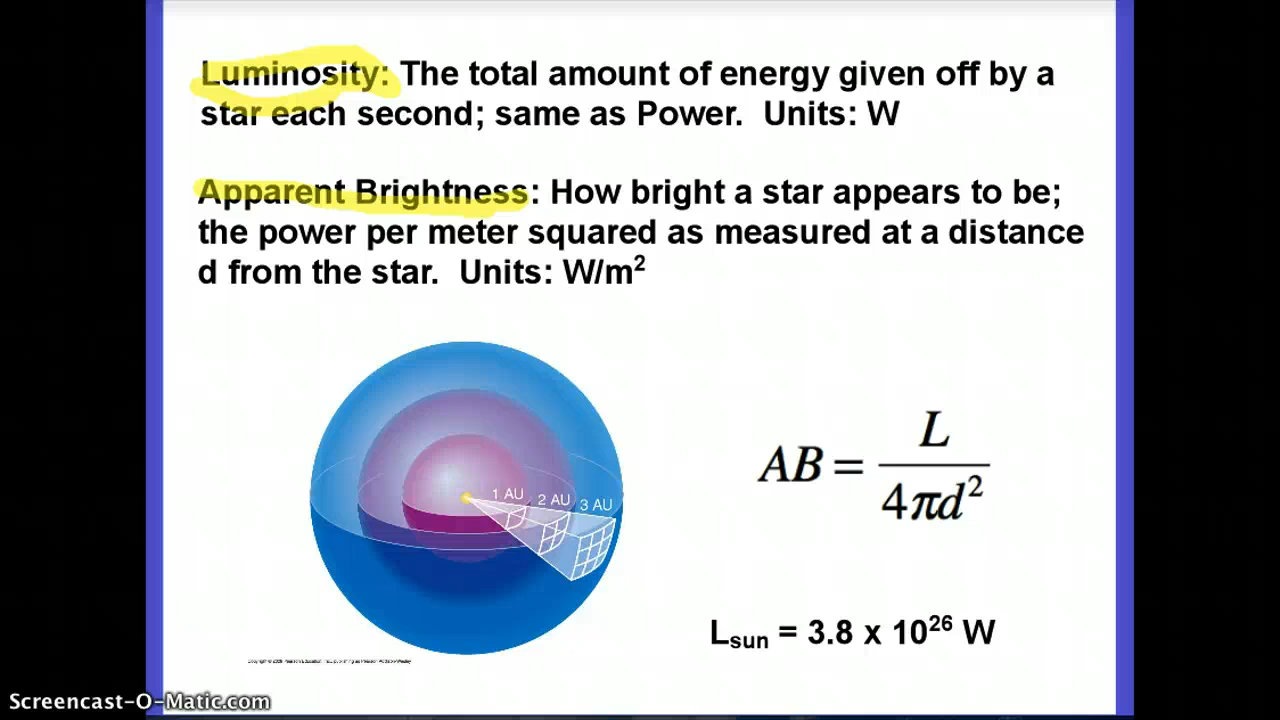 Luminosity: The total amount of energy given off by a
star each second; same as Power. Units: W
Apparent Brightness: How bright a star appears to be;
the power per meter squared as measured at a distance
d from the star. Units: W/m²
1 AU 2 AU 3 AU
AB = L / 4πd²
Lsun = 3.8 x 10²⁶ W
Screencast-O-Matic.com